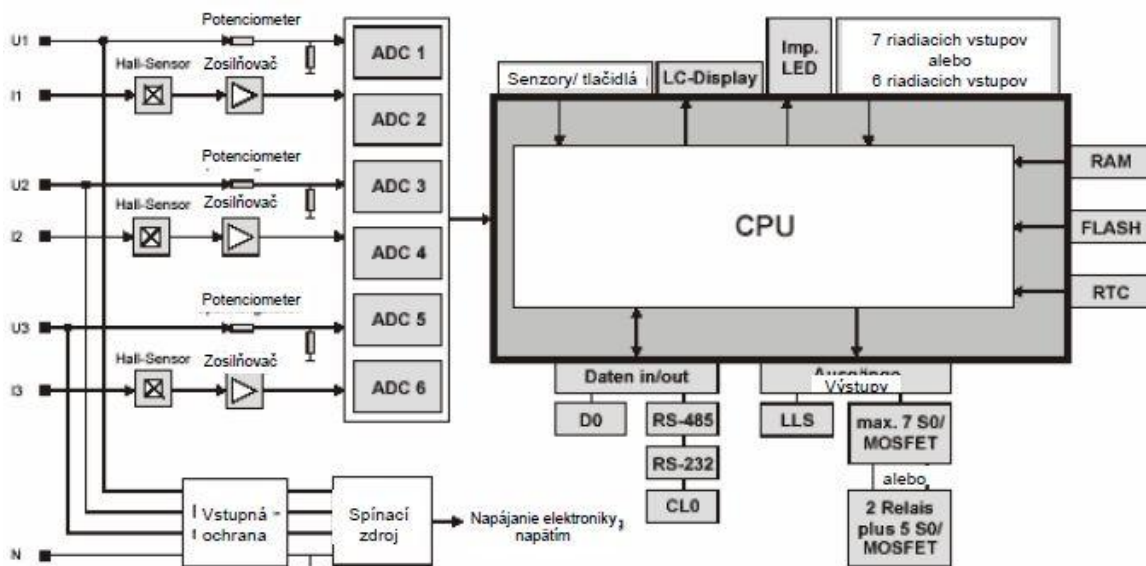 U1
Potenciometer
Hall-Sensor
Zosilňovač
I1
Potenciometer
U2
Hall-Sensor
Zosilňovač
I2
Potenciometer
U3
Hall-Sensor
Zosilňovač
I3
N
ADC 1
ADC 2
ADC 3
ADC 4
ADC 5
ADC 6
Senzory/ tlačidlá
LC-Display
Imp.
LED
7 riadiacich vstupov
alebo
6 riadiacich vstupov
CPU
RAM
FLASH
RTC
Daten in/out
D0
RS-485
RS-232
CL0
Výstupy
LLS
max. 7 S0/
MOSFET
alebo
2 Relais
plus 5 S0/
MOSFET
Vstupná -
ochrana
Spínací
zdroj
Napájanie elektroniky
napätím